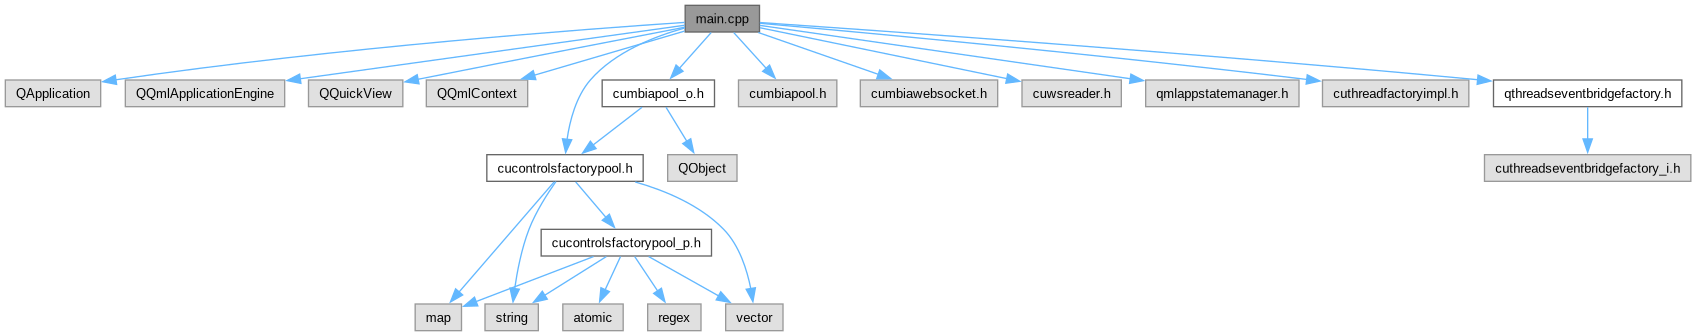 main.cpp
QApplication
QQmlApplicationEngine
QQuickView
QQmlContext
cumbiapool_o.h
cumbiapool.h
cumbiawebsocket.h
cuwsreader.h
qmlappstatemanager.h
cuthreadfactoryimpl.h
qthreadseventbridgefactory.h
cucontrolsfactorypool.h
QObject
cuthreadseventbridgefactory_i.h
cucontrolsfactorypool_p.h
map
string
atomic
regex
vector